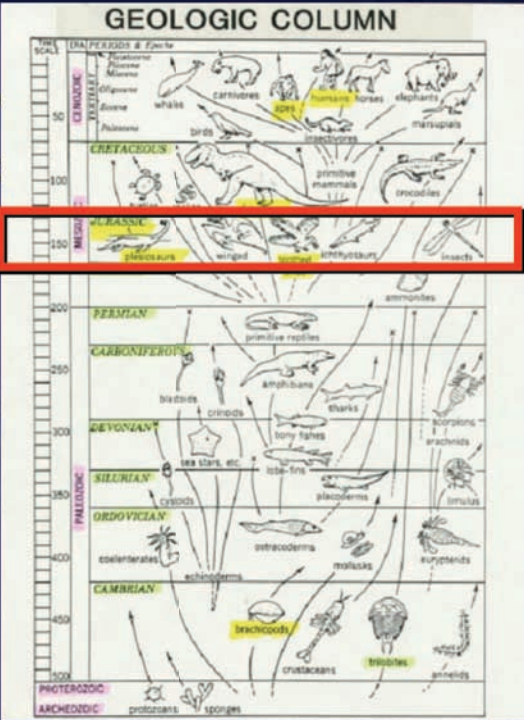 GEOLOGIC COLUMN
TIME SCALE ERA PERIODS & Epochs
CENOZOIC
TERTIARY
Pliocene
Miocene
Oligocene
Eocene
Paleocene
whales carnivores apes humans horses elephants
50
birds insectivores marsupials
CRETACEOUS
100
primitive mammals crocodiles
JURASSIC
150
plesiosaurs winged toothed ichthyosaurs insects
ammonites
200
PERMIAN
primitive reptiles
CARBONIFEROUS
250
amphibians
blastoids crinoids sharks scorpions
bony fishes arachnids
DEVONIAN
300
sea stars, etc. lobe-fins
SILURIAN
cystoids placoderms limulus
350
PALEOZOIC
ORDOVICIAN
coelenterates ostracoderms mollusks eurypterids
400
echinoderms
CAMBRIAN
450
brachiopods
crustaceans trilobites annelids
500
PROTEROZOIC
ARCHEOZOIC protozoans sponges